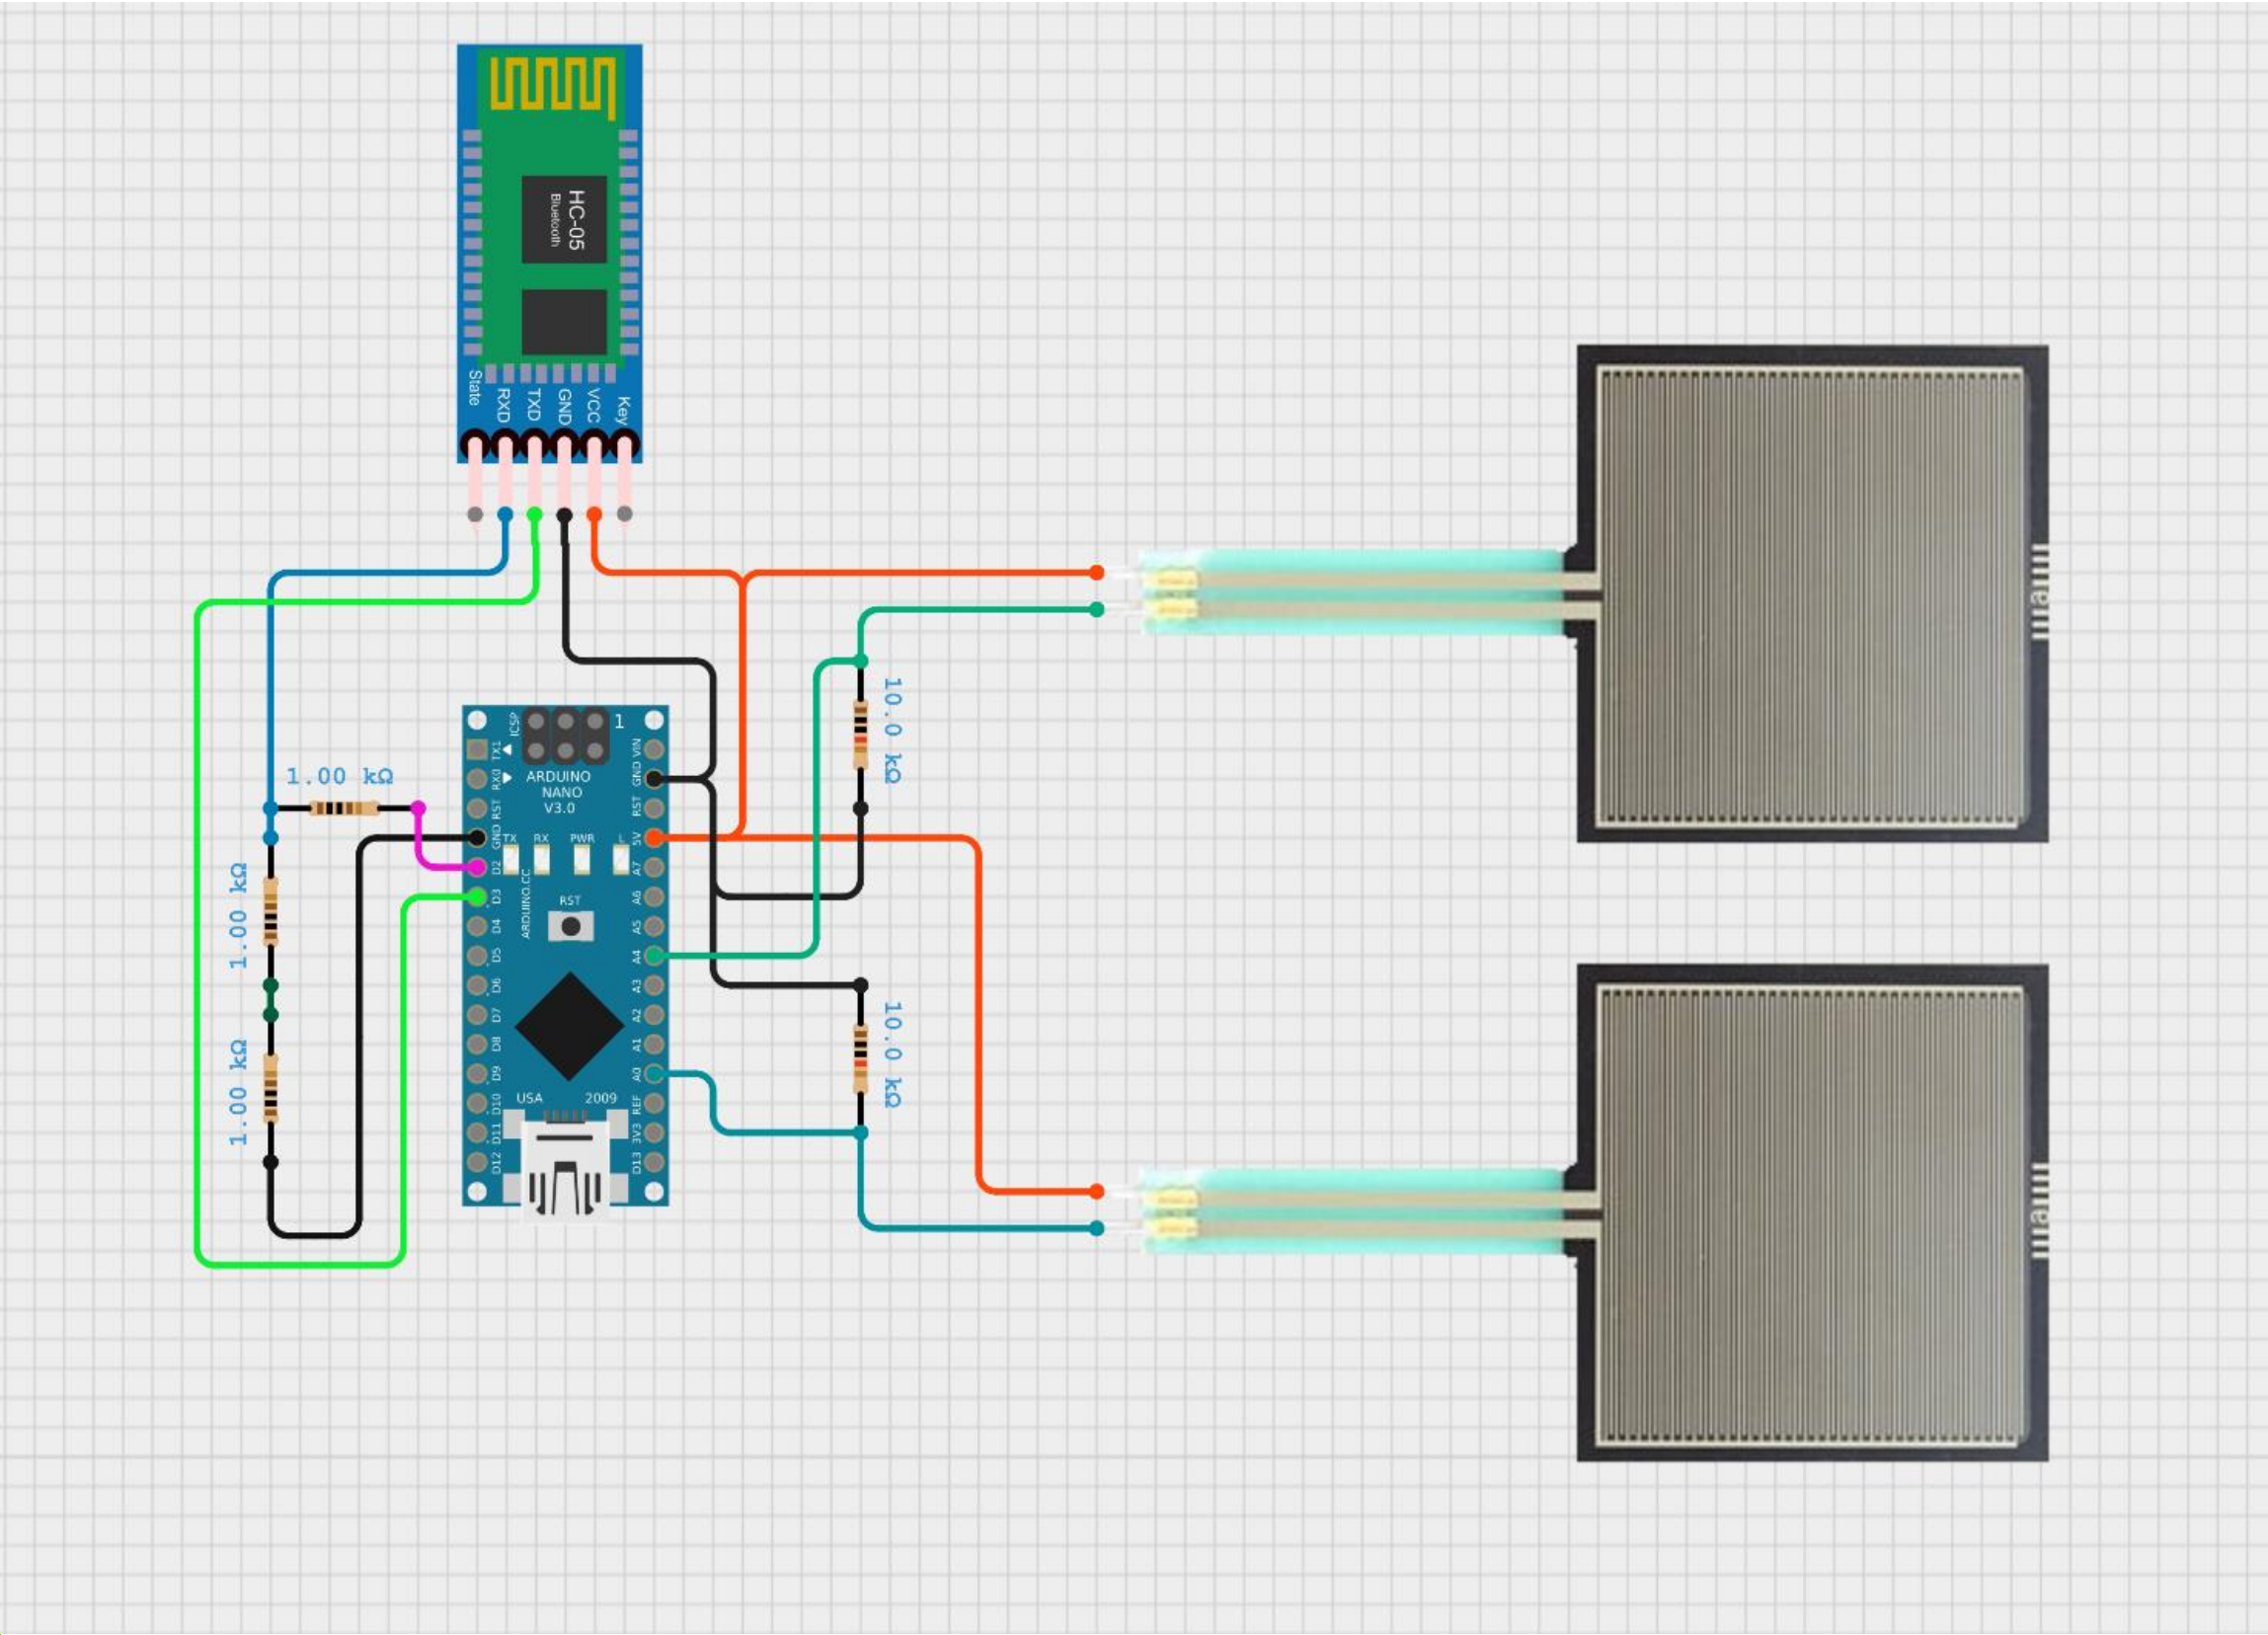 HC-05
Bluetooth
State
RXD
TXD
GND
VCC
Key
ICSP
1
ARDUINO
NANO
V3.0
TX1
RX0
RST
GND
D2
D3
D4
D5
D6
D7
D8
D9
D10
D11
D12
VIN
GND
RST
5V
A7
A6
A5
A4
A3
A2
A1
A0
REF
3V3
D13
TX
RX
PWR
L
RST
ARDUINO.CC
USA
2009
1.00 kΩ
1.00 kΩ
1.00 kΩ
10.0 kΩ
10.0 kΩ